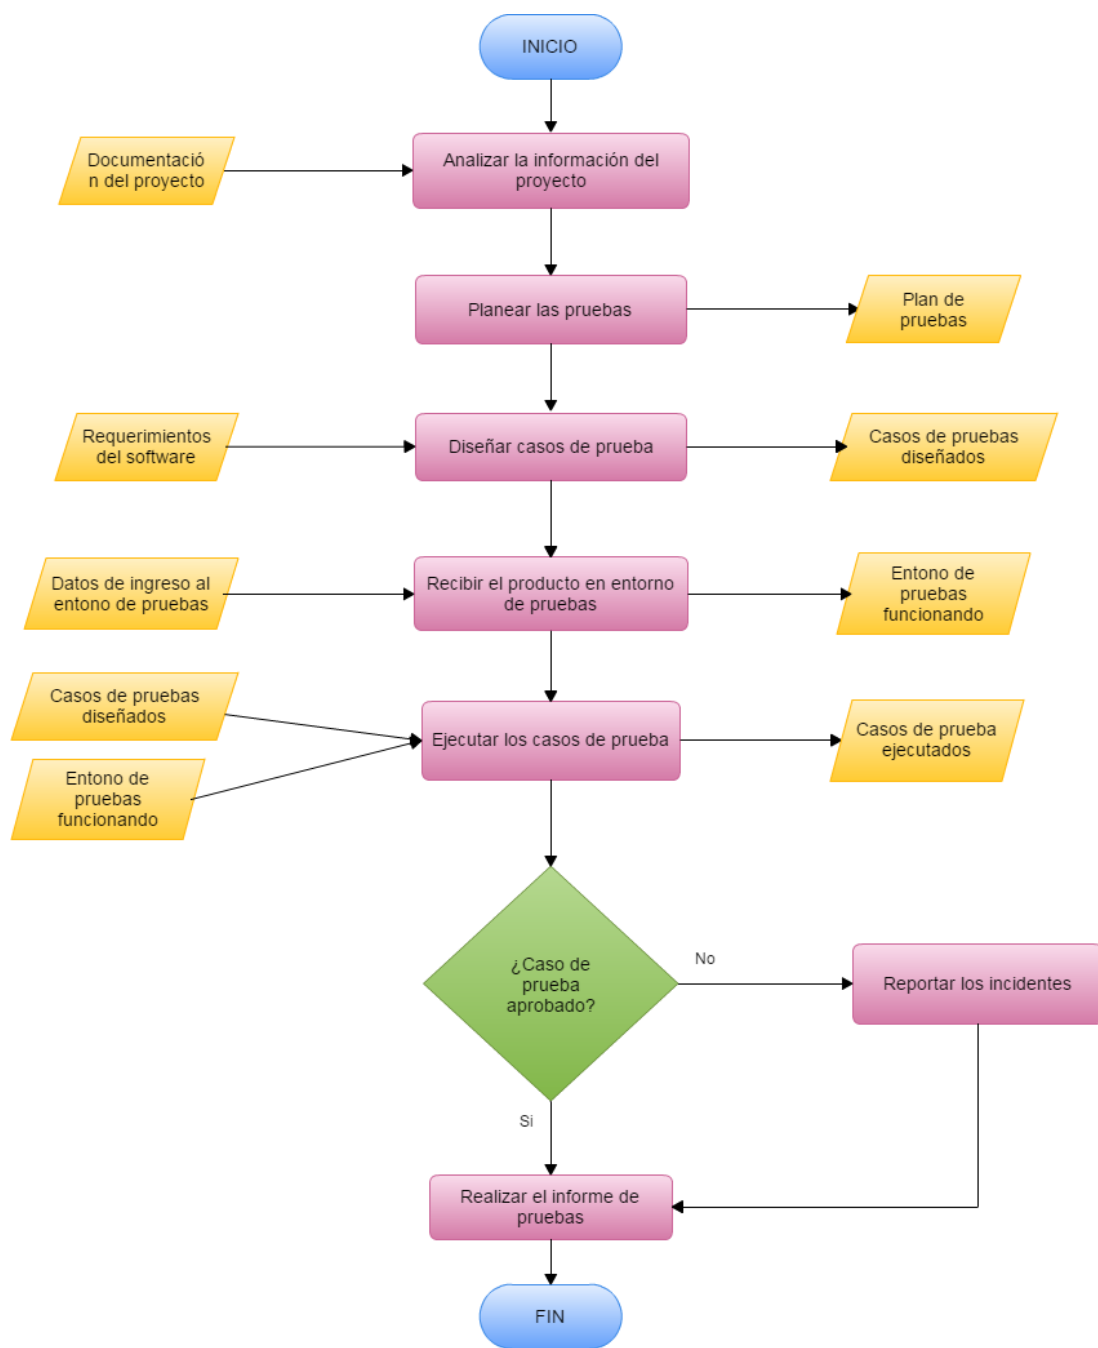 INICIO
Documentació
n del proyecto
Analizar la información del
proyecto
Planear las pruebas
Plan de
pruebas
Requerimientos
del software
Diseñar casos de prueba
Casos de pruebas
diseñados
Datos de ingreso al
entono de pruebas
Recibir el producto en entorno
de pruebas
Entono de
pruebas
funcionando
Casos de pruebas
diseñados
Entono de
pruebas
funcionando
Ejecutar los casos de prueba
Casos de prueba
ejecutados
¿Caso de
prueba
aprobado?
No
Reportar los incidentes
Si
Realizar el informe de
pruebas
FIN